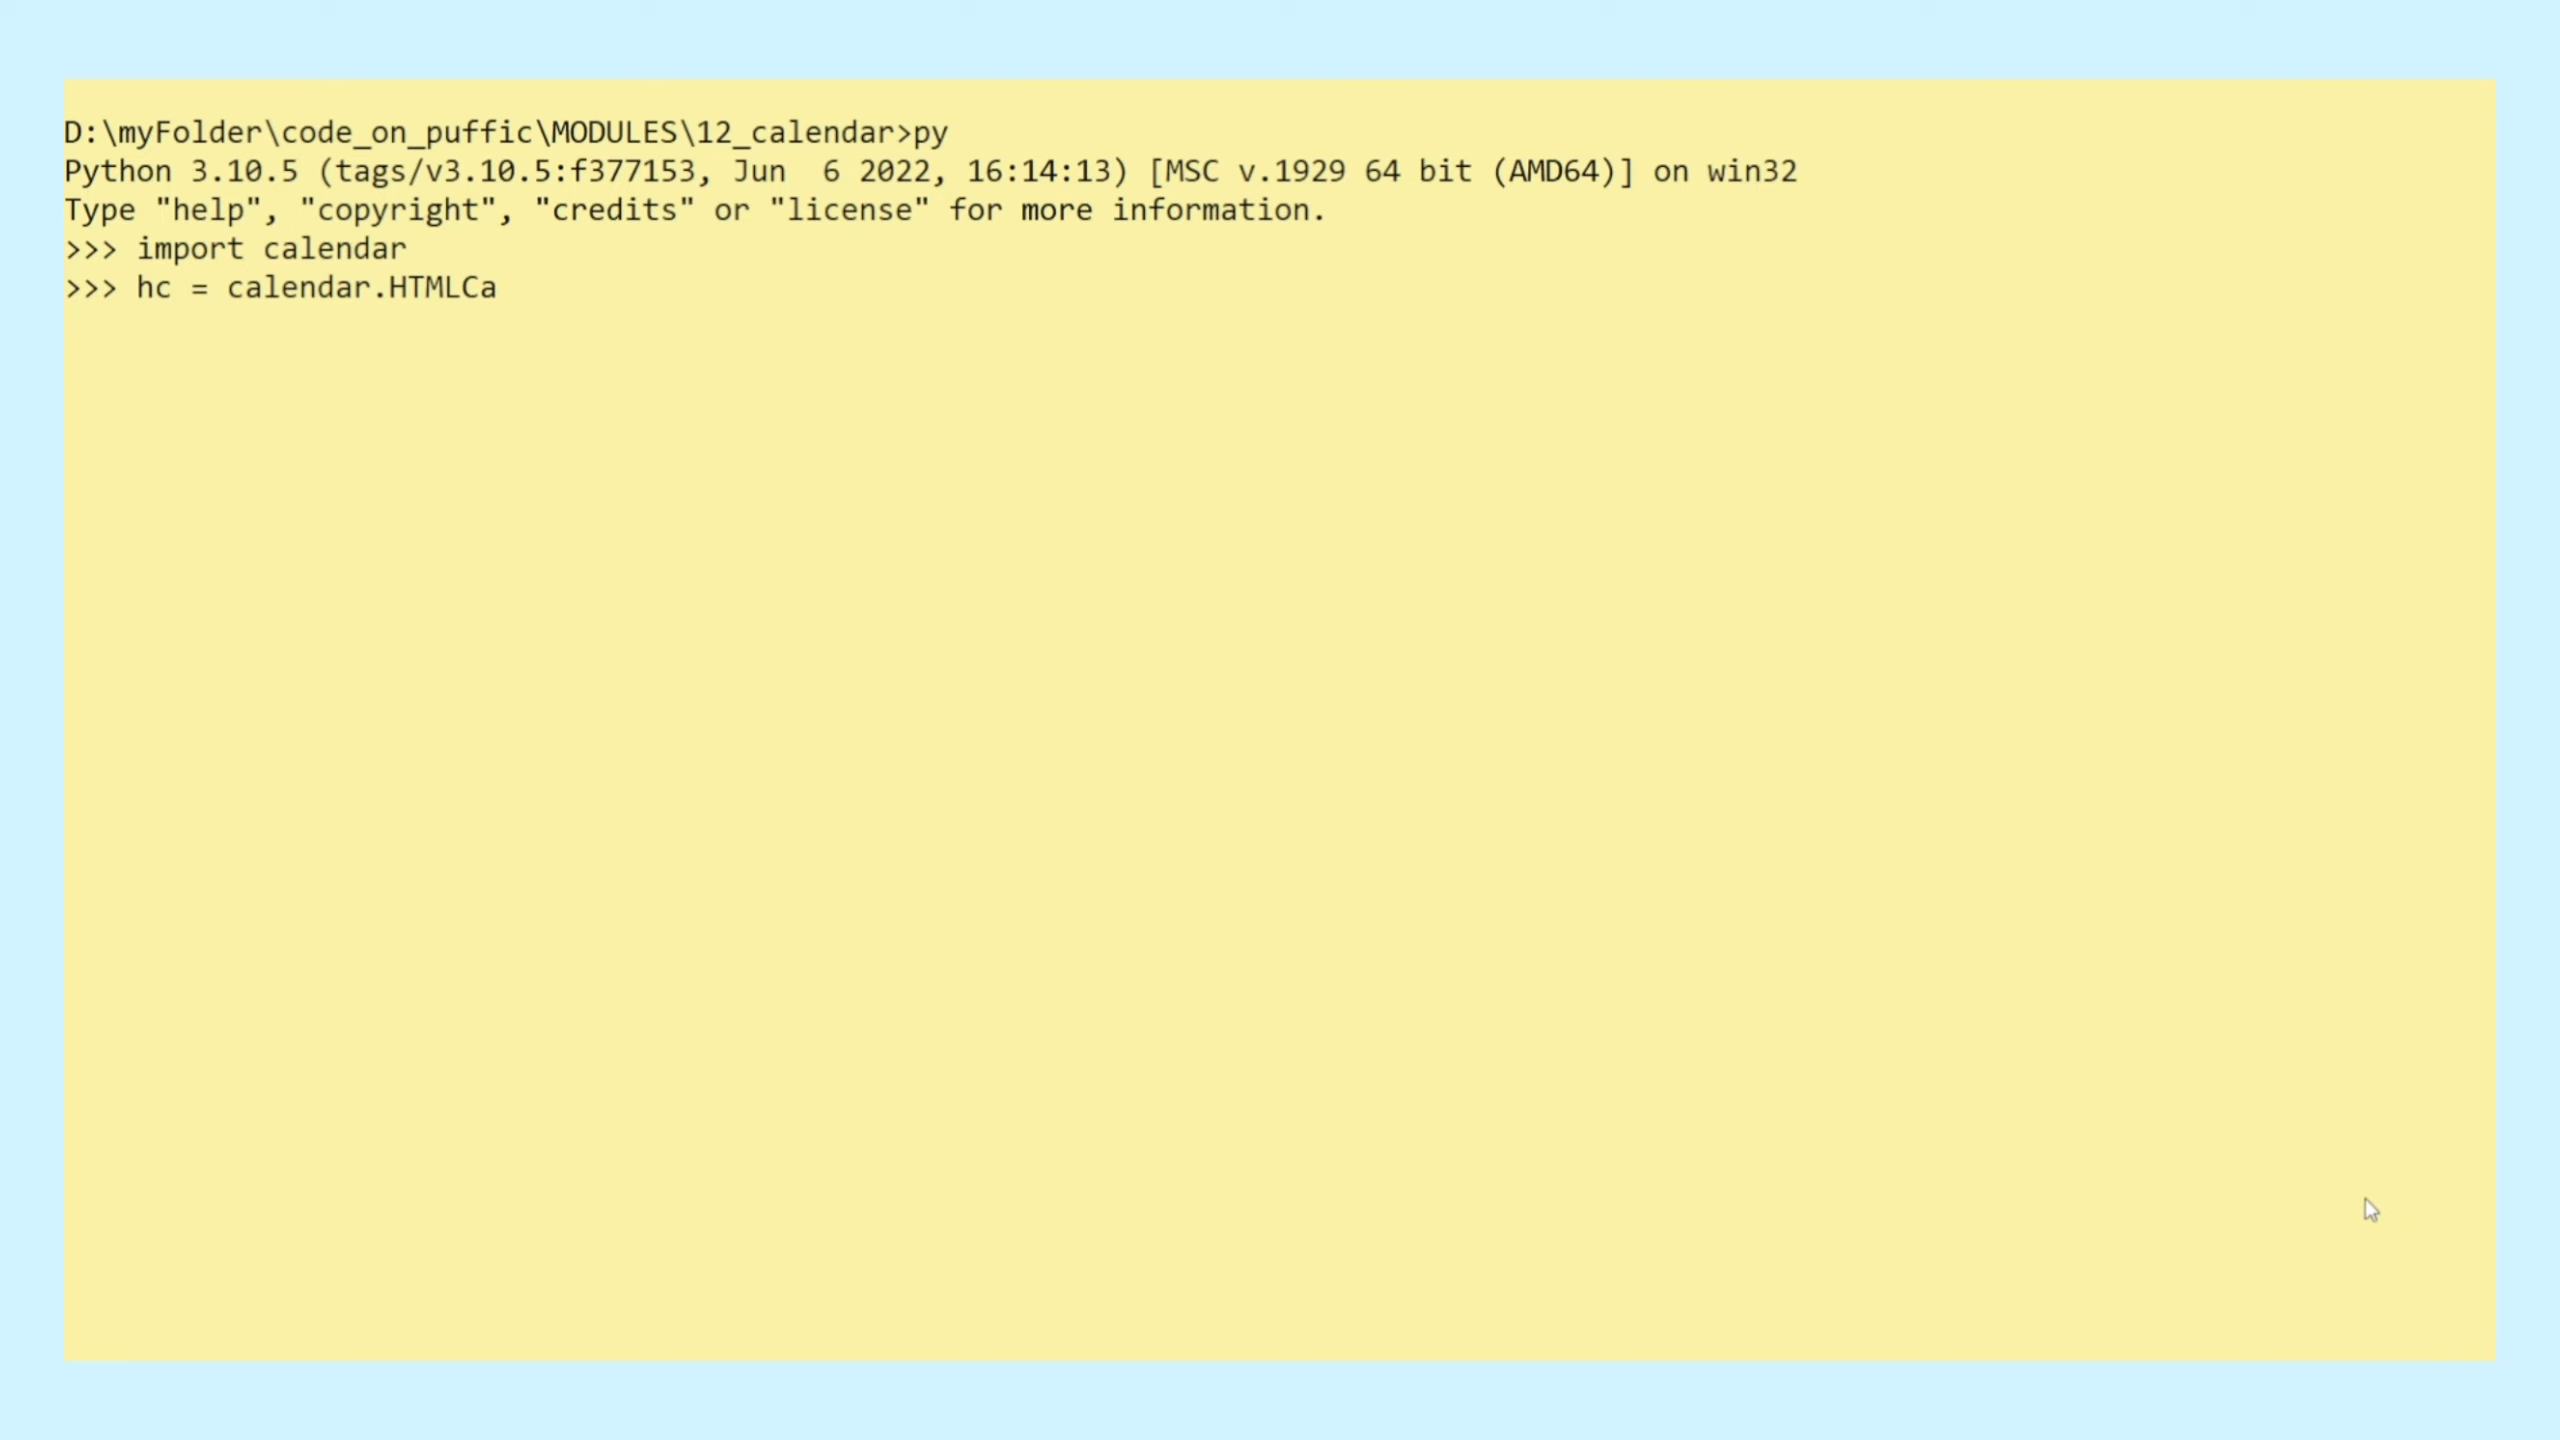 D:\myFolder\code_on_puffic\MODULES\12_calendar>py
Python 3.10.5 (tags/v3.10.5:f377153, Jun  6 2022, 16:14:13) [MSC v.1929 64 bit (AMD64)] on win32
Type "help", "copyright", "credits" or "license" for more information.
>>> import calendar
>>> hc = calendar.HTMLCa